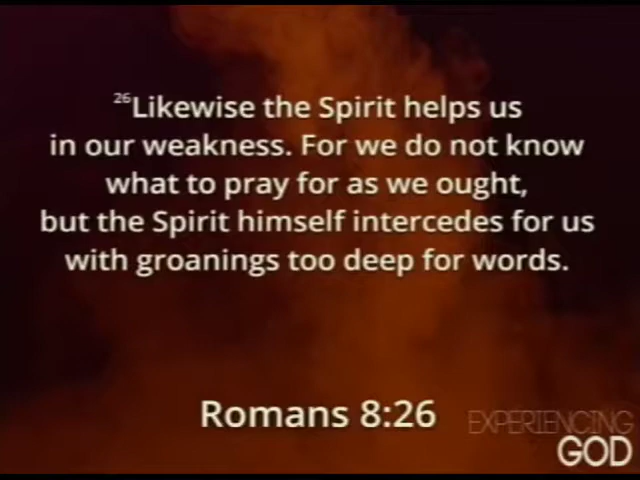 26Likewise the Spirit helps us
in our weakness. For we do not know
what to pray for as we ought,
but the Spirit himself intercedes for us
with groanings too deep for words.
Romans 8:26
EXPERIENCING
GOD